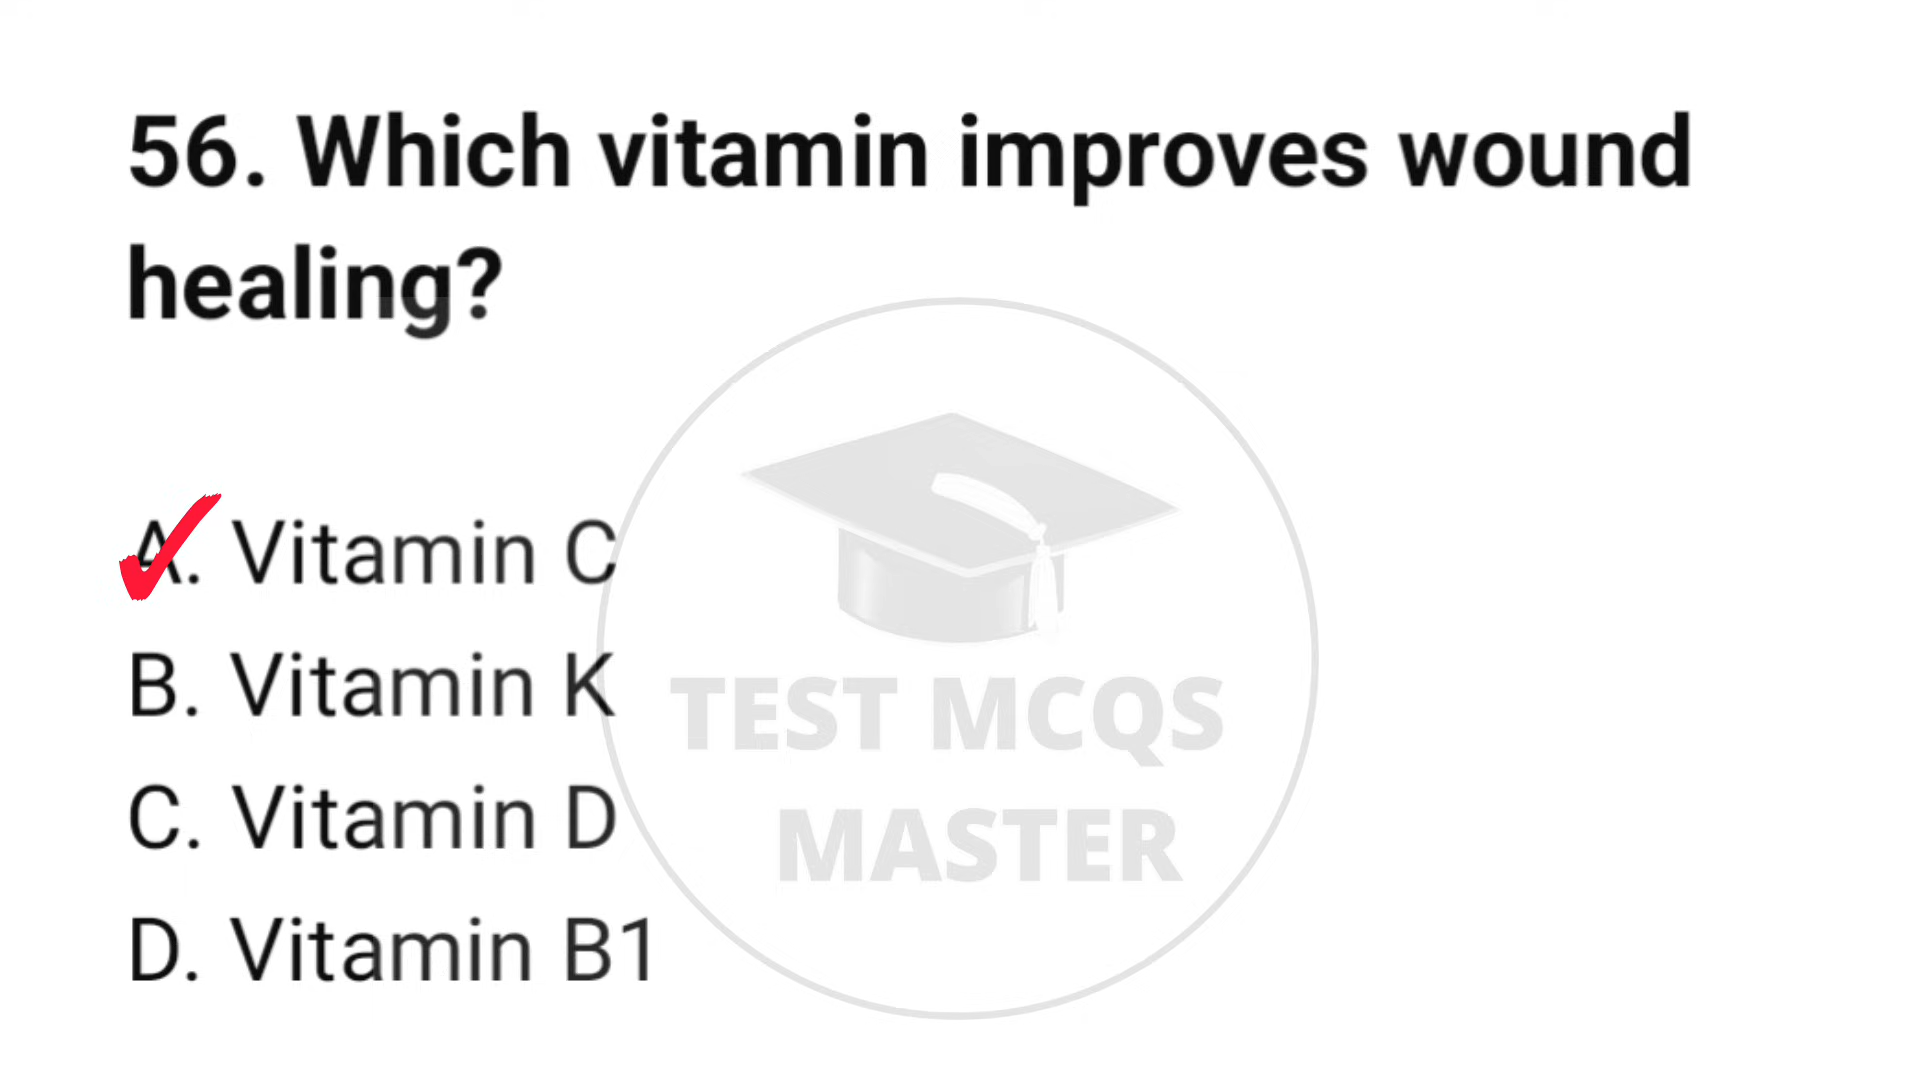 56. Which vitamin improves wound
healing?
A. Vitamin C
B. Vitamin K
C. Vitamin D
D. Vitamin B1
TEST MCQS
MASTER